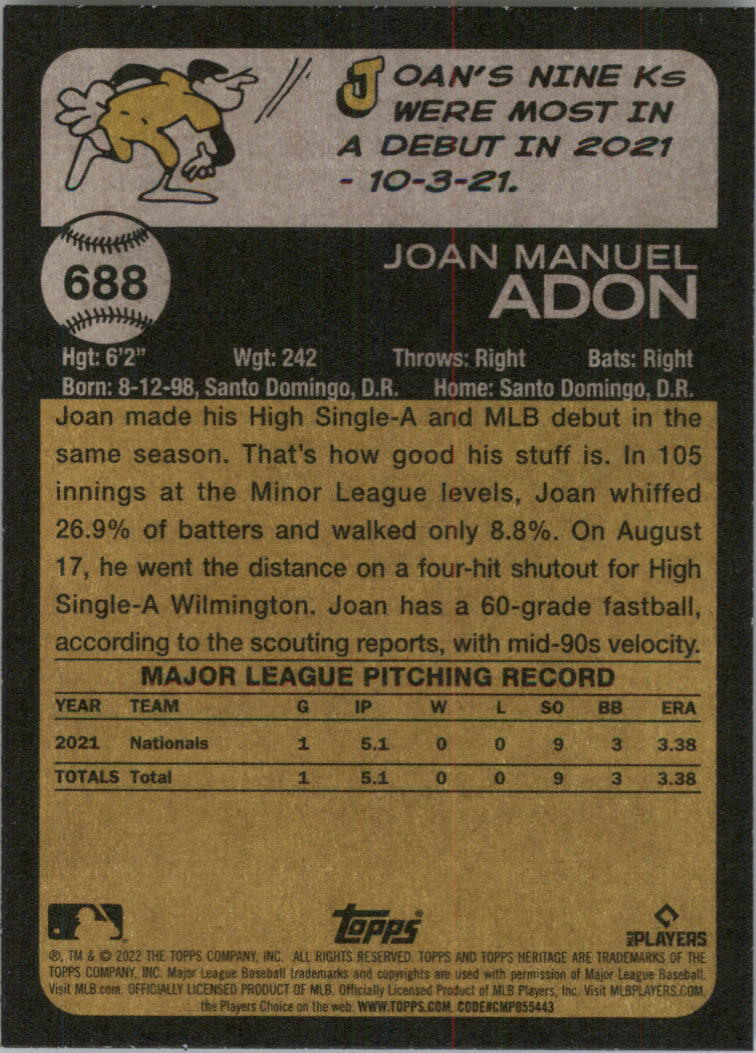 JOAN'S NINE Ks
WERE MOST IN
A DEBUT IN 2021
- 10-3-21.
688
JOAN MANUEL
ADON
Hgt: 6'2" Wgt: 242 Throws: Right Bats: Right
Born: 8-12-98, Santo Domingo, D.R. Home: Santo Domingo, D.R.
Joan made his High Single-A and MLB debut in the
same season. That's how good his stuff is. In 105
innings at the Minor League levels, Joan whiffed
26.9% of batters and walked only 8.8%. On August
17, he went the distance on a four-hit shutout for High
Single-A Wilmington. Joan has a 60-grade fastball,
according to the scouting reports, with mid-90s velocity.
MAJOR LEAGUE PITCHING RECORD
YEAR TEAM G IP W L SO BB ERA
2021 Nationals 1 5.1 0 0 9 3 3.38
TOTALS Total 1 5.1 0 0 9 3 3.38
Topps®
MLBPLAYERS
®, TM & © 2022 THE TOPPS COMPANY, INC. ALL RIGHTS RESERVED. TOPPS AND TOPPS HERITAGE ARE TRADEMARKS OF THE
TOPPS COMPANY, INC. Major League Baseball trademarks and copyrights are used with permission of Major League Baseball.
Visit MLB.com. OFFICIALLY LICENSED PRODUCT OF MLB. Officially Licensed Product of MLB Players, Inc. Visit MLBPLAYERS.COM,
the Players Choice on the web. WWW.TOPPS.COM. CODE#CMP055443